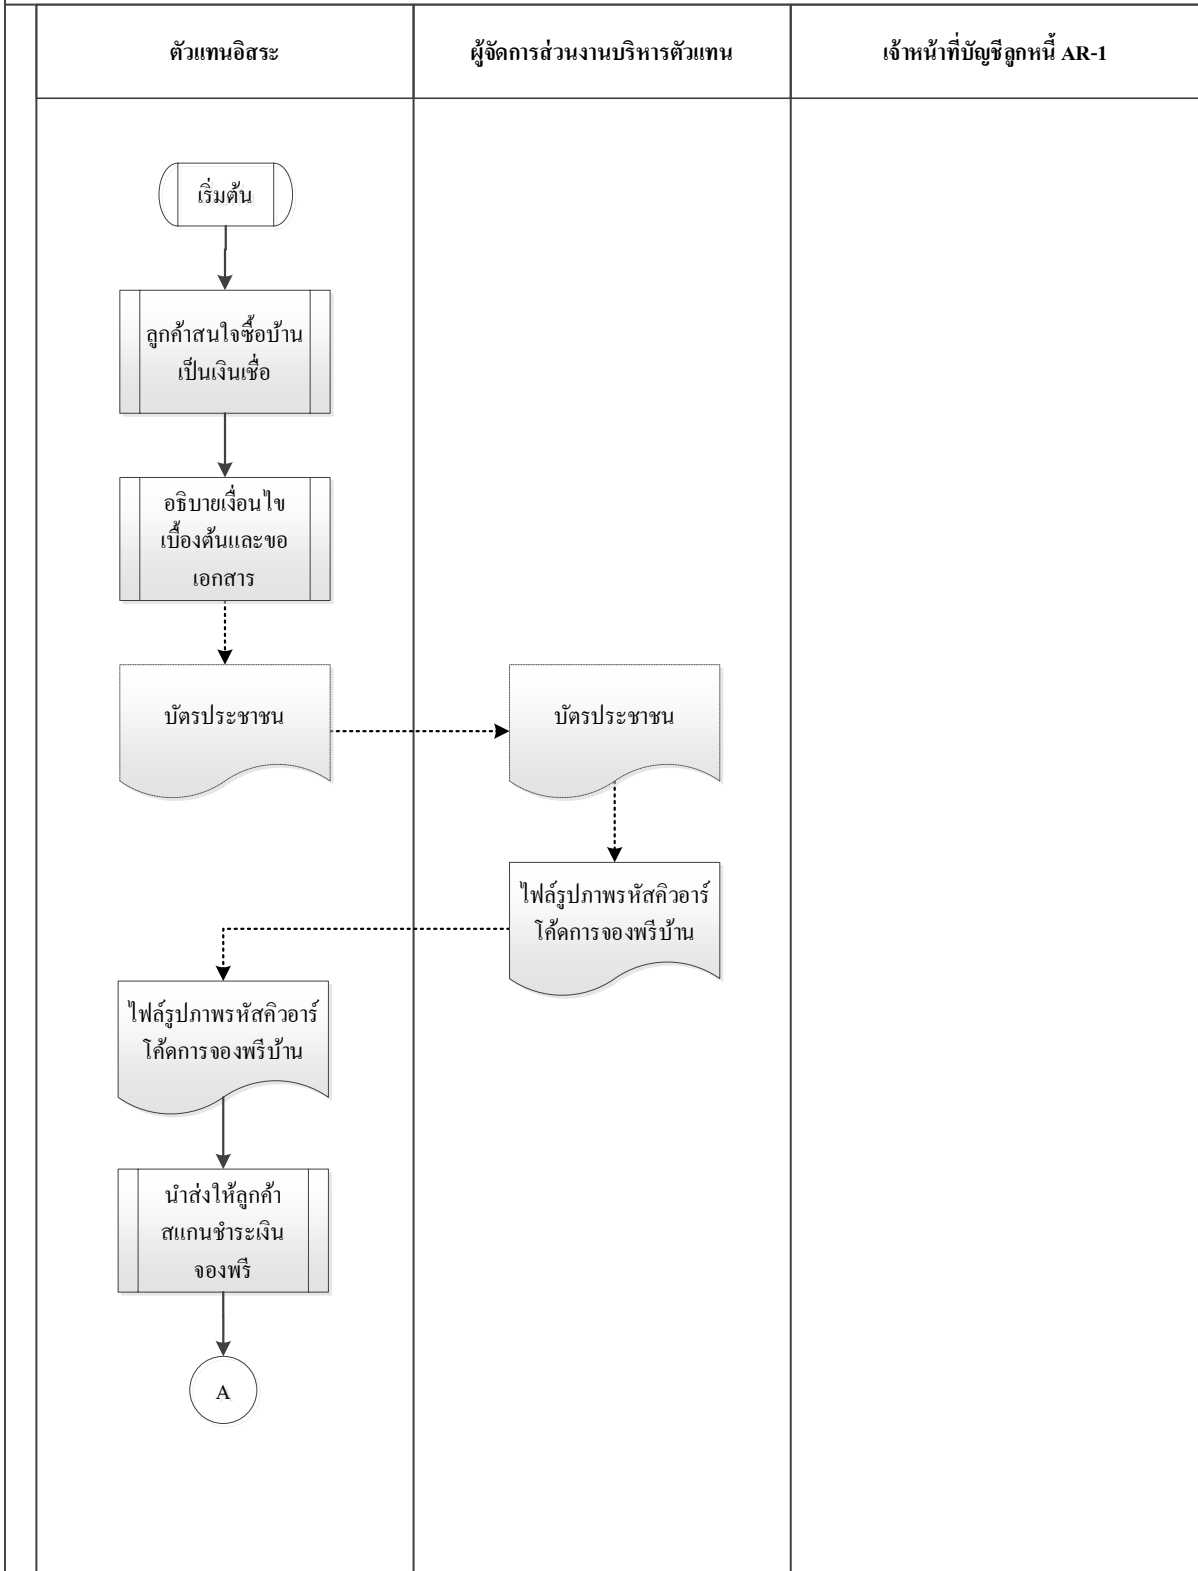 ตัวแทนอิสระ
ผู้จัดการส่วนงานบริหารตัวแทน
เจ้าหน้าที่บัญชีลูกหนี้ AR-1
เริ่มต้น
ลูกค้าสนใจซื้อบ้าน
เป็นเงินเชื่อ
อธิบายเงื่อนไข
เบื้องต้นและขอ
เอกสาร
บัตรประชาชน
บัตรประชาชน
ไฟล์รูปภาพรหัสคิวอาร์
โค้ดการจองพรีบ้าน
ไฟล์รูปภาพรหัสคิวอาร์
โค้ดการจองพรีบ้าน
นำส่งให้ลูกค้า
สแกนชำระเงิน
จองพรี
A